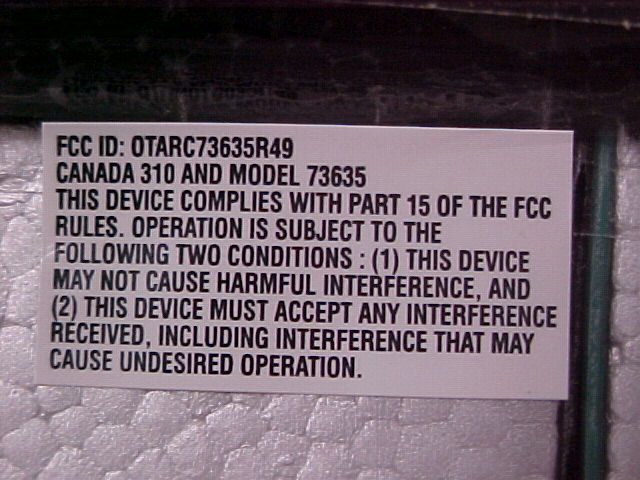 FCC ID: OTARC73635R49
CANADA 310 AND MODEL 73635
THIS DEVICE COMPLIES WITH PART 15 OF THE FCC
RULES. OPERATION IS SUBJECT TO THE
FOLLOWING TWO CONDITIONS : (1) THIS DEVICE
MAY NOT CAUSE HARMFUL INTERFERENCE, AND
(2) THIS DEVICE MUST ACCEPT ANY INTERFERENCE
RECEIVED, INCLUDING INTERFERENCE THAT MAY
CAUSE UNDESIRED OPERATION.